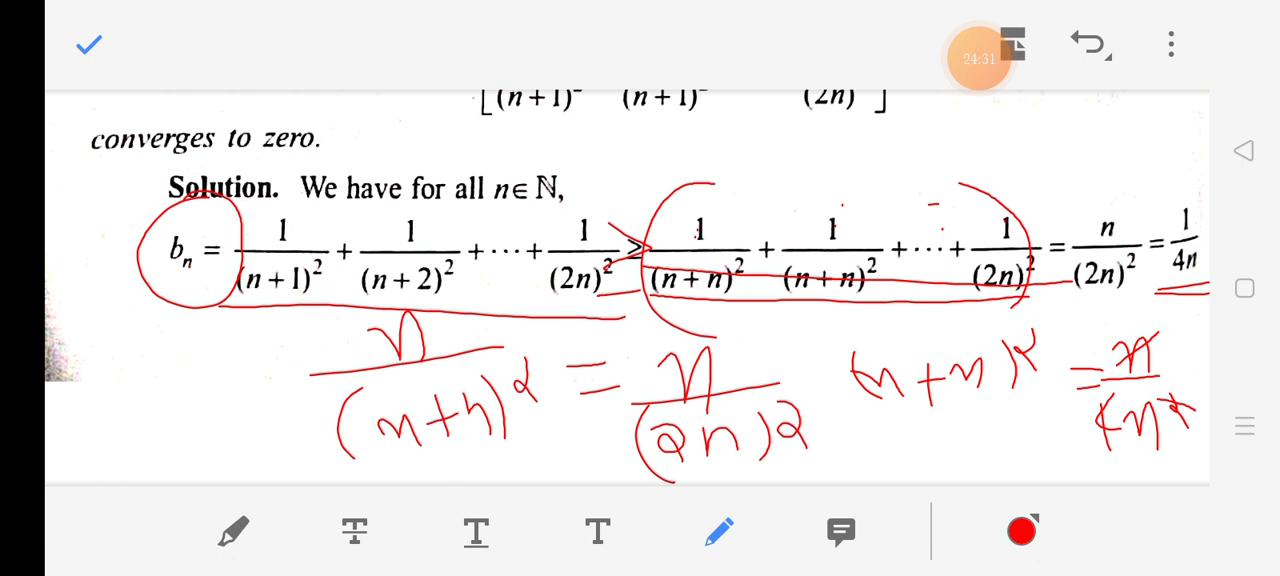 24:31
[(n + 1)² (n + 1)² (2n) ]
converges to zero.
Solution. We have for all n ∈ ℕ,
bₙ = 1/(n + 1)² + 1/(n + 2)² + ··· + 1/(2n)² ≥ 1/(n + n)² + 1/(n + n)² + ··· + 1/(2n)² = n/(2n)² = 1/4n
n/(n+n)² = n/(2n)² (n+n)² = n/4n²
T T T